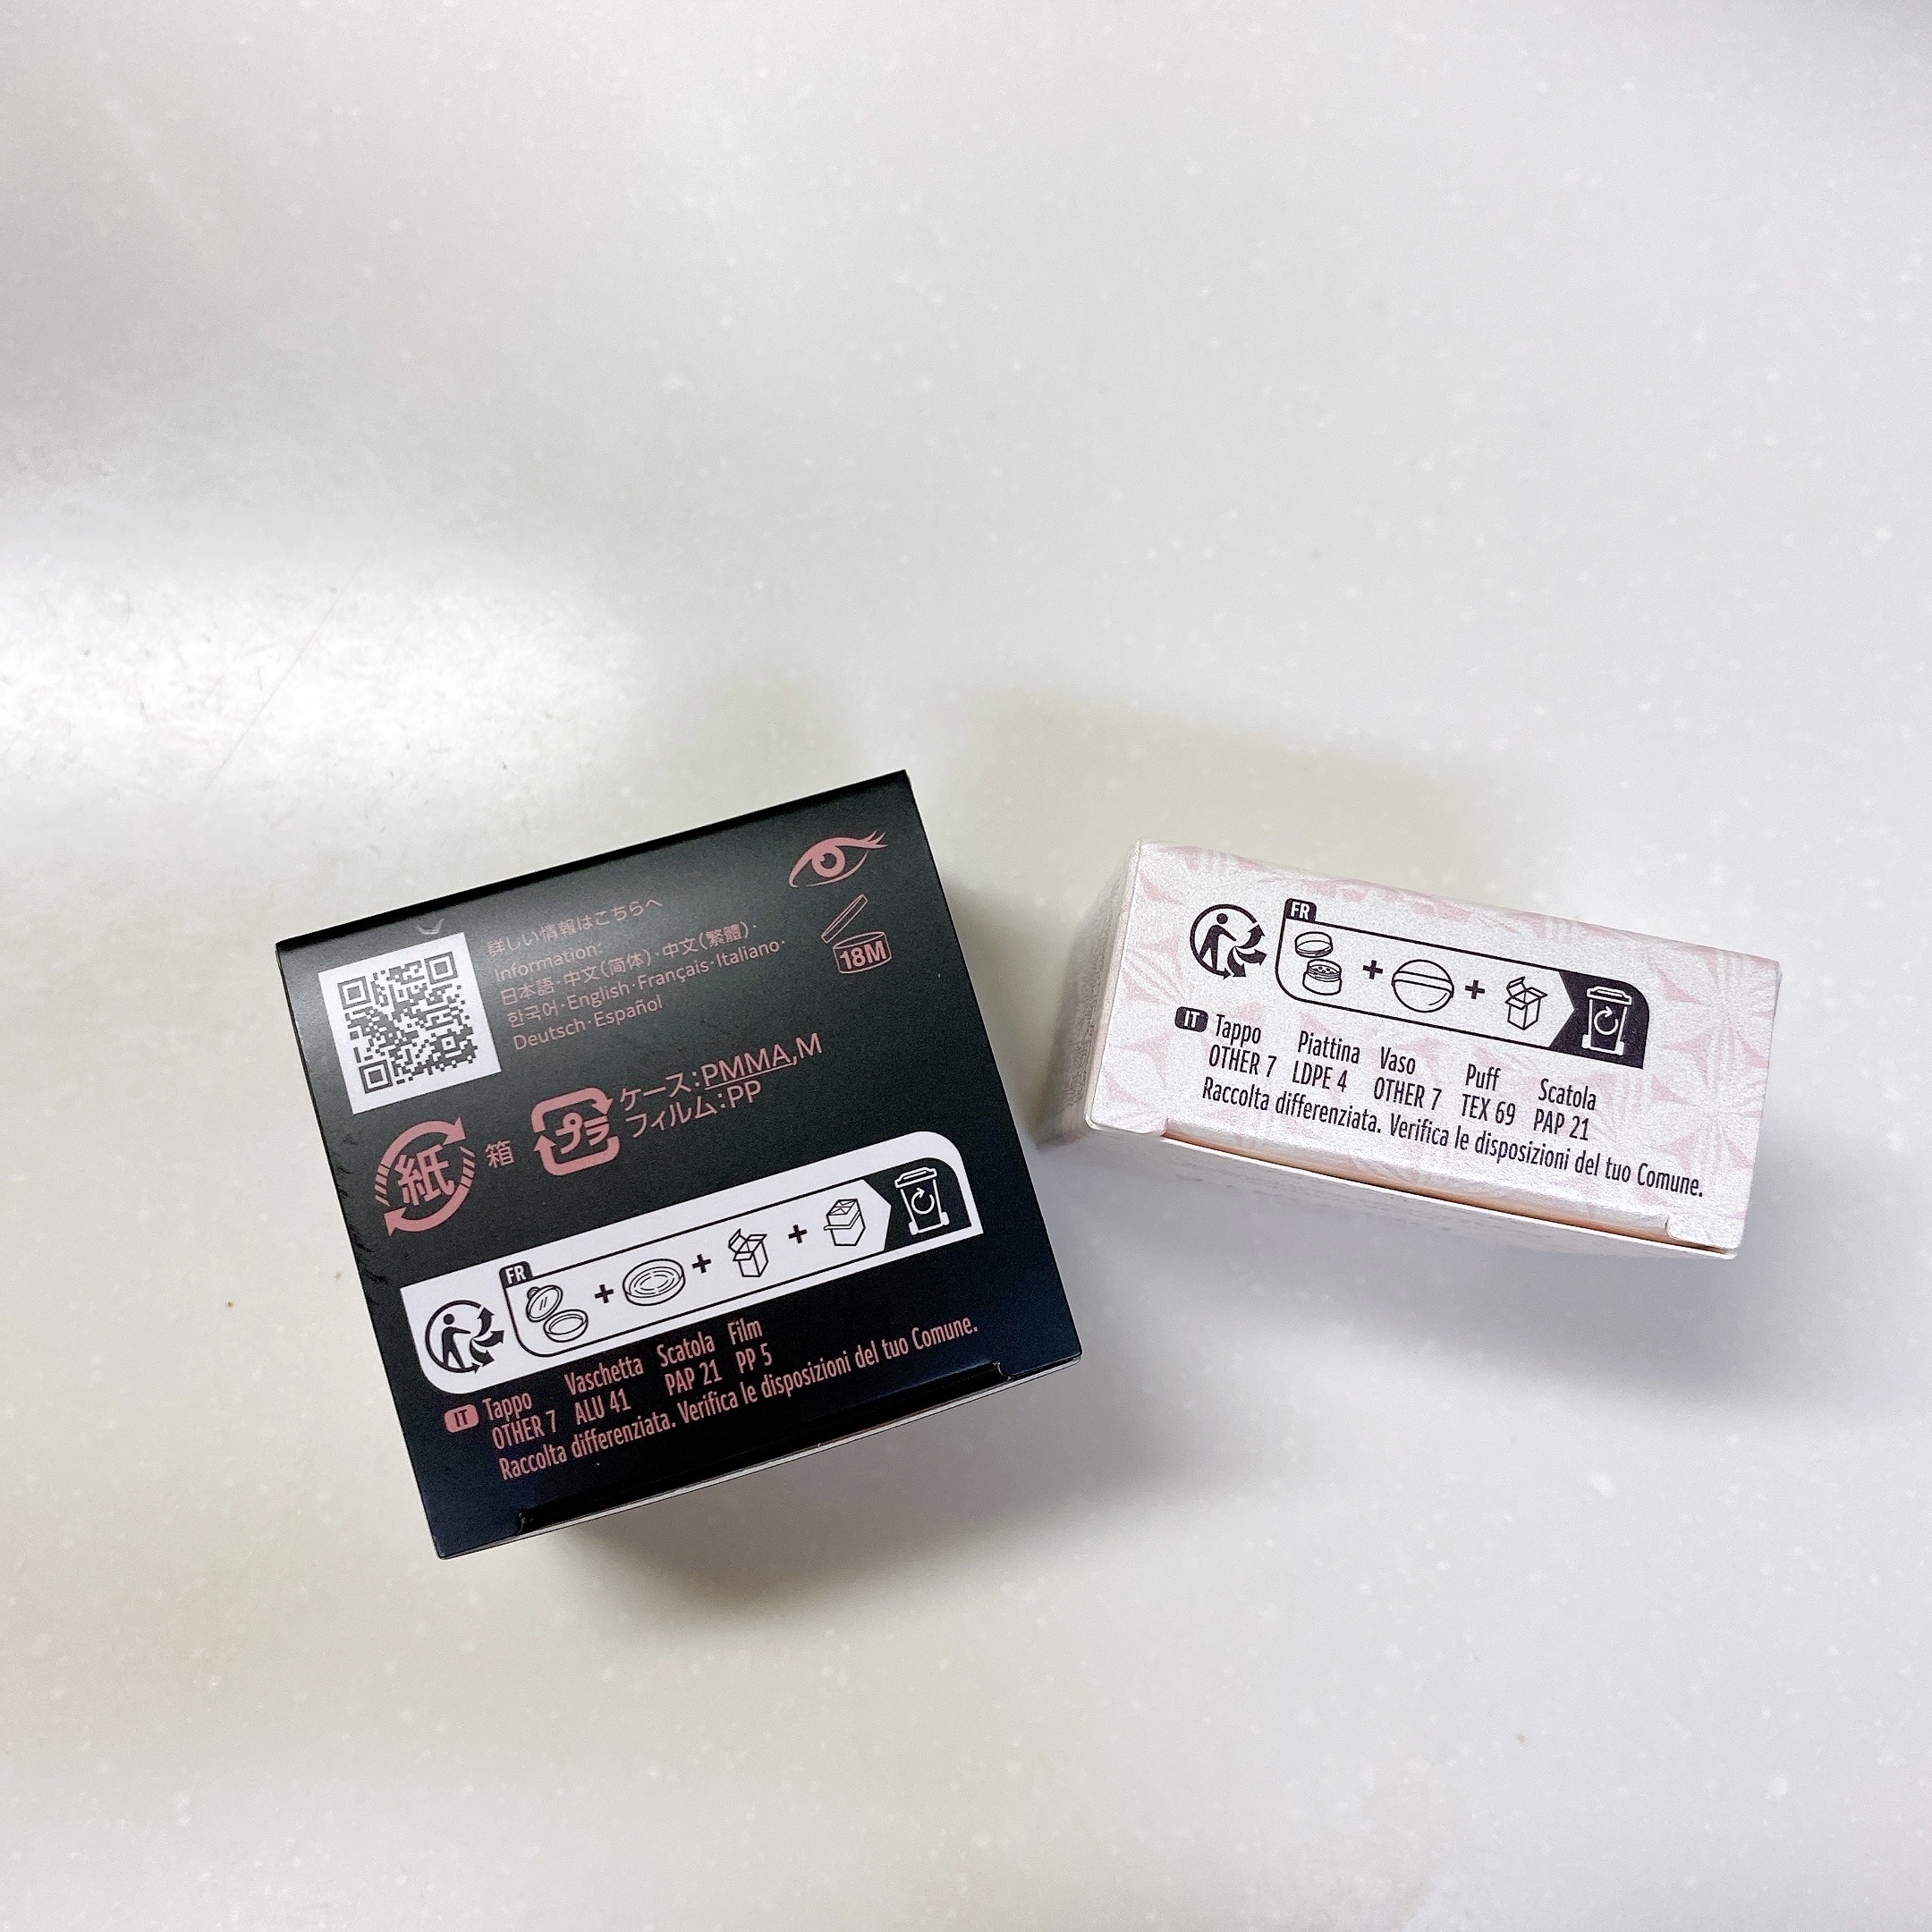 詳しい情報はこちらへ
Information:
日本語·中文(简体)·中文(繁體)·
한국어·English·Français·Italiano·
Deutsch·Español
18M
紙 箱
プラ
ケース:PMMA,M
フィルム:PP
FR
IT Tappo Vaschetta Scatola Film
OTHER 7 ALU 41 PAP 21 PP 5
Raccolta differenziata. Verifica le disposizioni del tuo Comune.
FR
IT Tappo Piattina Vaso Puff Scatola
OTHER 7 LDPE 4 OTHER 7 TEX 69 PAP 21
Raccolta differenziata. Verifica le disposizioni del tuo Comune.